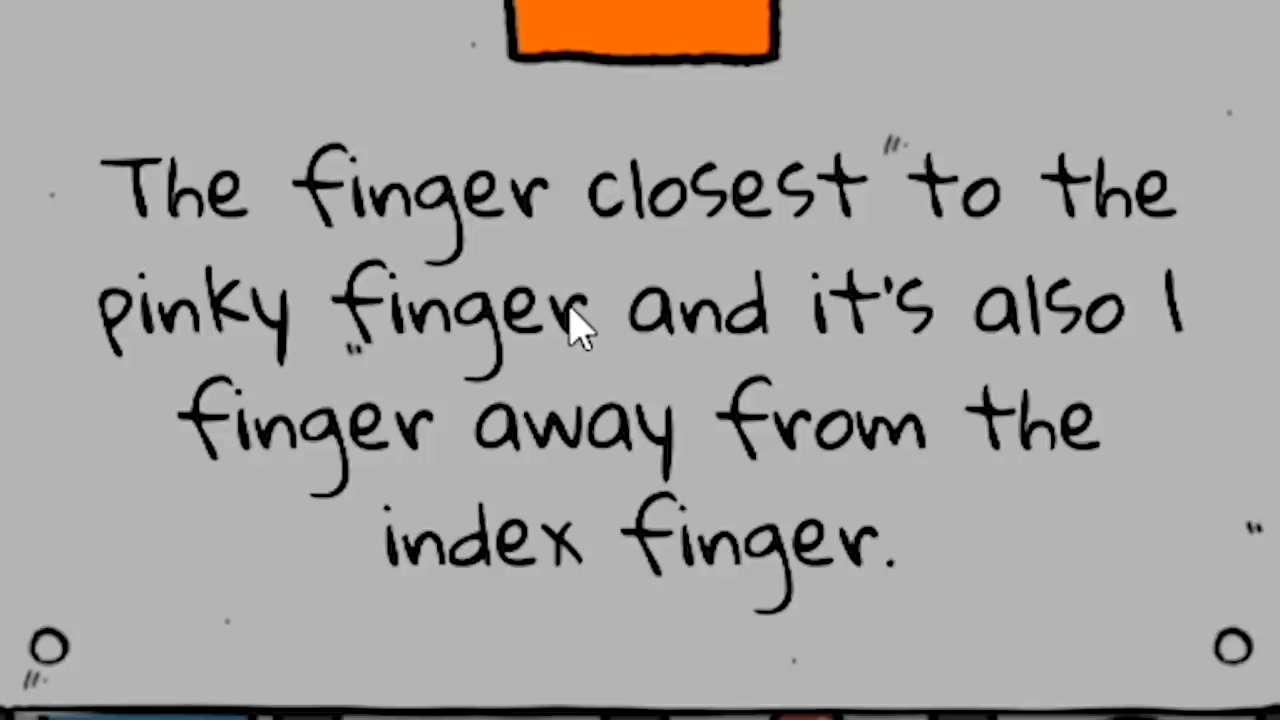 The finger closest to the
pinky finger and it's also 1
finger away from the
index finger.